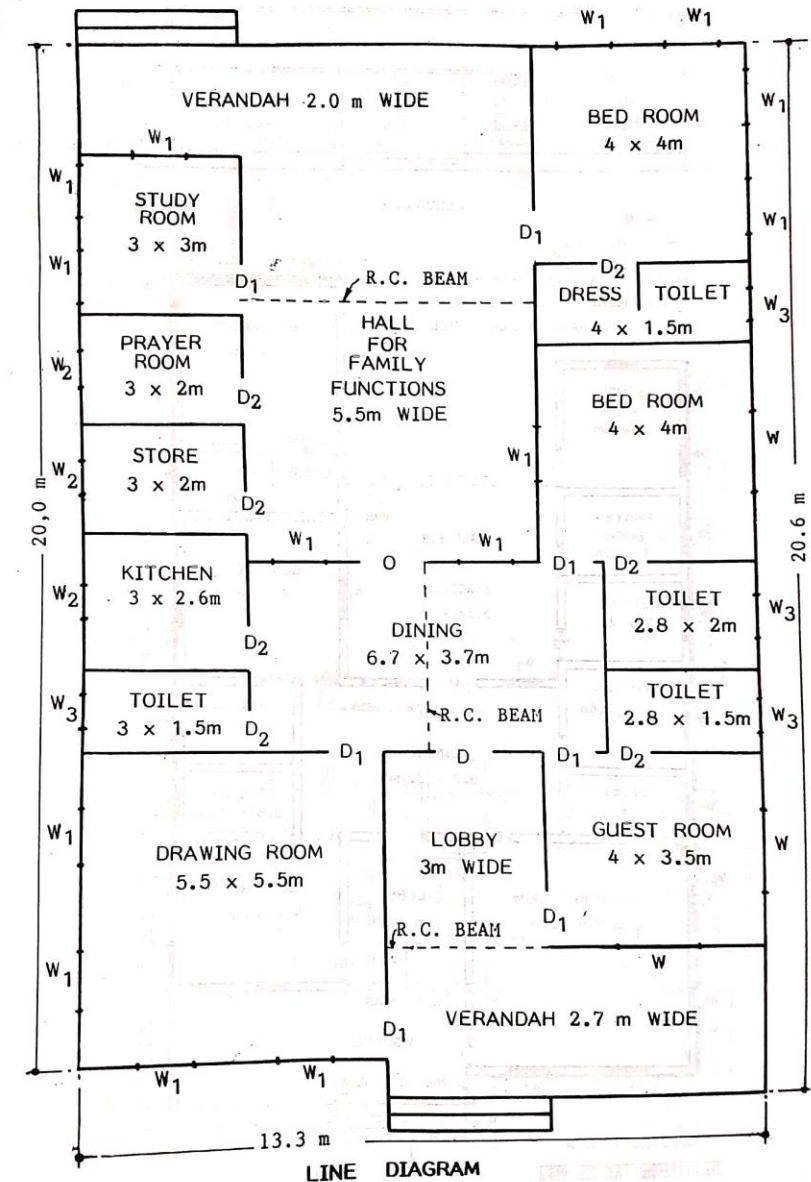 W1 W1
VERANDAH 2.0 m WIDE
BED ROOM
4 x 4m
W1
W1
W1
W1
STUDY
ROOM
3 x 3m
W1
D1
D1
D2
R.C. BEAM
DRESS
TOILET
4 x 1.5m
W3
HALL
FOR
FAMILY
FUNCTIONS
5.5m WIDE
PRAYER
ROOM
3 x 2m
W2
D2
BED ROOM
4 x 4m
W
W1
STORE
3 x 2m
W2
D2
20,0 m
20.6 m
W1
O
W1
D1
D2
KITCHEN
3 x 2.6m
W2
D2
DINING
6.7 x 3.7m
TOILET
2.8 x 2m
W3
TOILET
3 x 1.5m
W3
D2
R.C. BEAM
TOILET
2.8 x 1.5m
W3
D1
D
D1
D2
DRAWING ROOM
5.5 x 5.5m
W1
LOBBY
3m WIDE
GUEST ROOM
4 x 3.5m
W
D1
R.C. BEAM
W
W1
D1
VERANDAH 2.7 m WIDE
W1
W1
13.3 m
LINE DIAGRAM